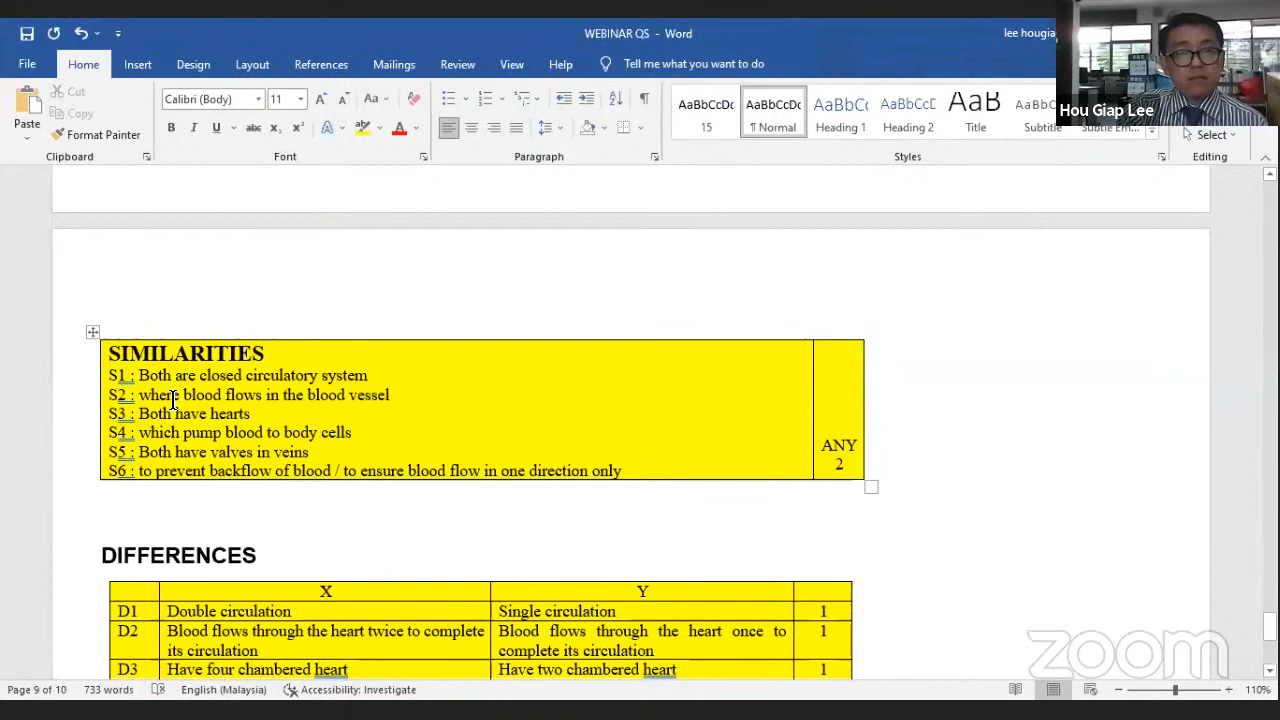 WEBINAR QS - Word
lee hougia
File Home Insert Design Layout References Mailings Review View Help Tell me what you want to do
Paste
Cut
Copy
Format Painter
Clipboard
Calibri (Body) 11
Font
Paragraph
AaBbCcDc AaBbCcDc AaBbCc AaBbCcD AaB AaBbCc
15 ¶ Normal Heading 1 Heading 2 Title Subtitle Subtle Em...
Styles
Select
Editing
Hou Giap Lee
SIMILARITIES
S1 : Both are closed circulatory system
S2 : where blood flows in the blood vessel
S3 : Both have hearts
S4 : which pump blood to body cells
S5 : Both have valves in veins
S6 : to prevent backflow of blood / to ensure blood flow in one direction only
ANY
2
DIFFERENCES
X Y
D1 Double circulation Single circulation 1
D2 Blood flows through the heart twice to complete its circulation Blood flows through the heart once to complete its circulation 1
D3 Have four chambered heart Have two chambered heart 1
zoom
Page 9 of 10 733 words English (Malaysia) Accessibility: Investigate 110%